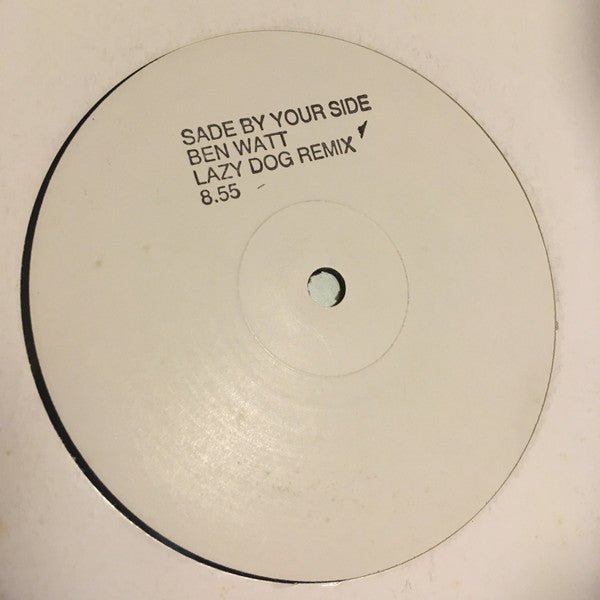 SADE BY YOUR SIDE
BEN WATT
LAZY DOG REMIX
8.55